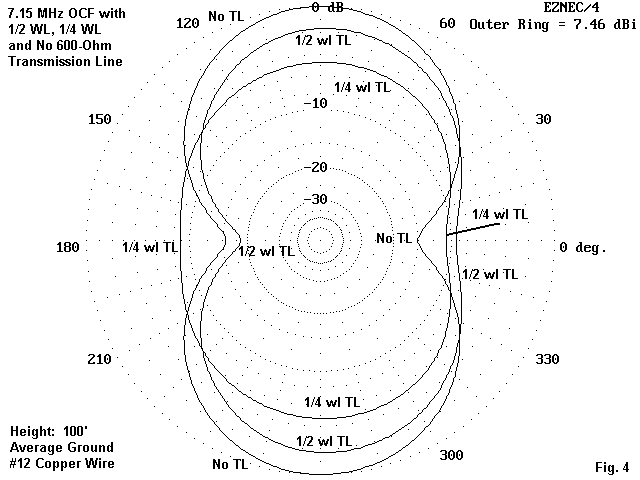 7.15 MHz OCF with
1/2 WL, 1/4 WL
and No 600-Ohm
Transmission Line
No TL
0 dB
EZNEC/4
Outer Ring = 7.46 dBi
120
60
1/2 wl TL
1/4 wl TL
-10
150
30
-20
-30
1/4 wl TL
No TL
180
1/4 wl TL
1/2 wl TL
0 deg.
1/2 wl TL
210
330
1/4 wl TL
1/2 wl TL
No TL
300
Height: 100'
Average Ground
#12 Copper Wire
Fig. 4